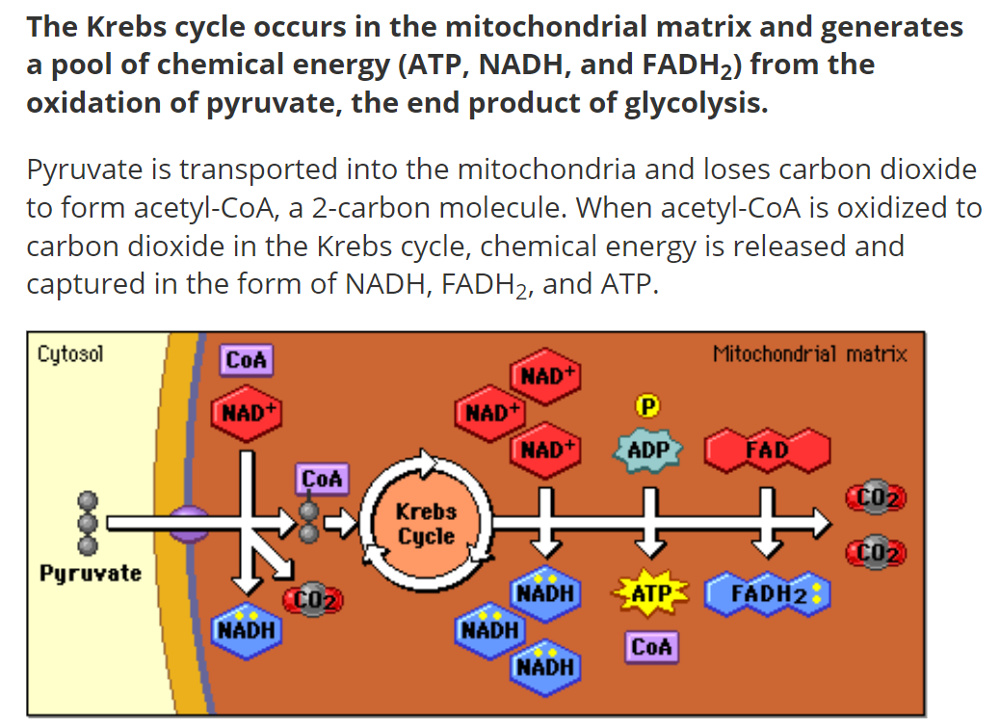 The Krebs cycle occurs in the mitochondrial matrix and generates
a pool of chemical energy (ATP, NADH, and FADH₂) from the
oxidation of pyruvate, the end product of glycolysis.
Pyruvate is transported into the mitochondria and loses carbon dioxide
to form acetyl-CoA, a 2-carbon molecule. When acetyl-CoA is oxidized to
carbon dioxide in the Krebs cycle, chemical energy is released and
captured in the form of NADH, FADH₂, and ATP.
Cytosol
Mitochondrial matrix
CoA
NAD+
NAD+
NAD+
NAD+
P
ADP
FAD
CoA
Krebs
Cycle
CO2
CO2
Pyruvate
CO2
NADH
NADH
NADH
NADH
ATP
FADH2
CoA